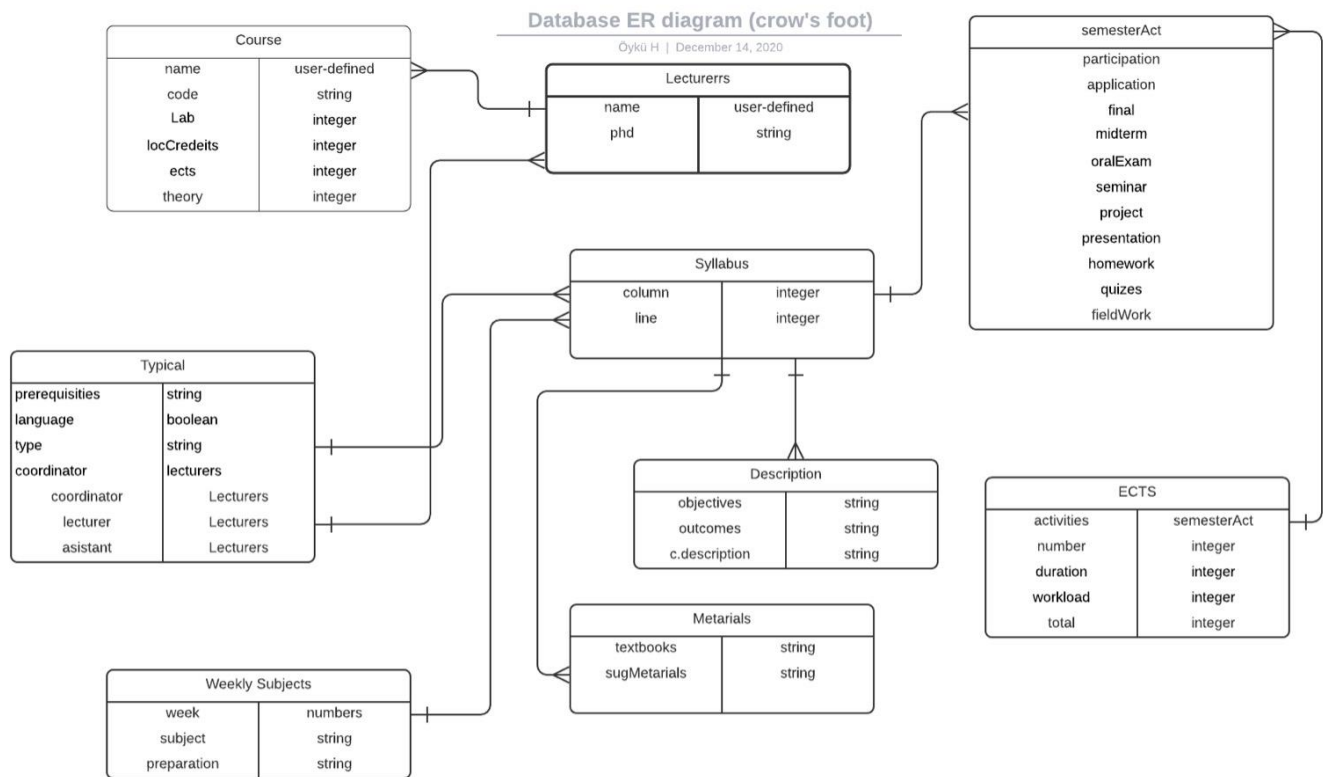 Database ER diagram (crow's foot)
Öykü H | December 14, 2020
Course
name user-defined
code string
Lab integer
locCredeits integer
ects integer
theory integer
Lecturerrs
name user-defined
phd string
semesterAct
participation
application
final
midterm
oralExam
seminar
project
presentation
homework
quizes
fieldWork
Syllabus
column integer
line integer
Typical
prerequisities string
language boolean
type string
coordinator lecturers
coordinator Lecturers
lecturer Lecturers
asistant Lecturers
Description
objectives string
outcomes string
c.description string
ECTS
activities semesterAct
number integer
duration integer
workload integer
total integer
Metarials
textbooks string
sugMetarials string
Weekly Subjects
week numbers
subject string
preparation string